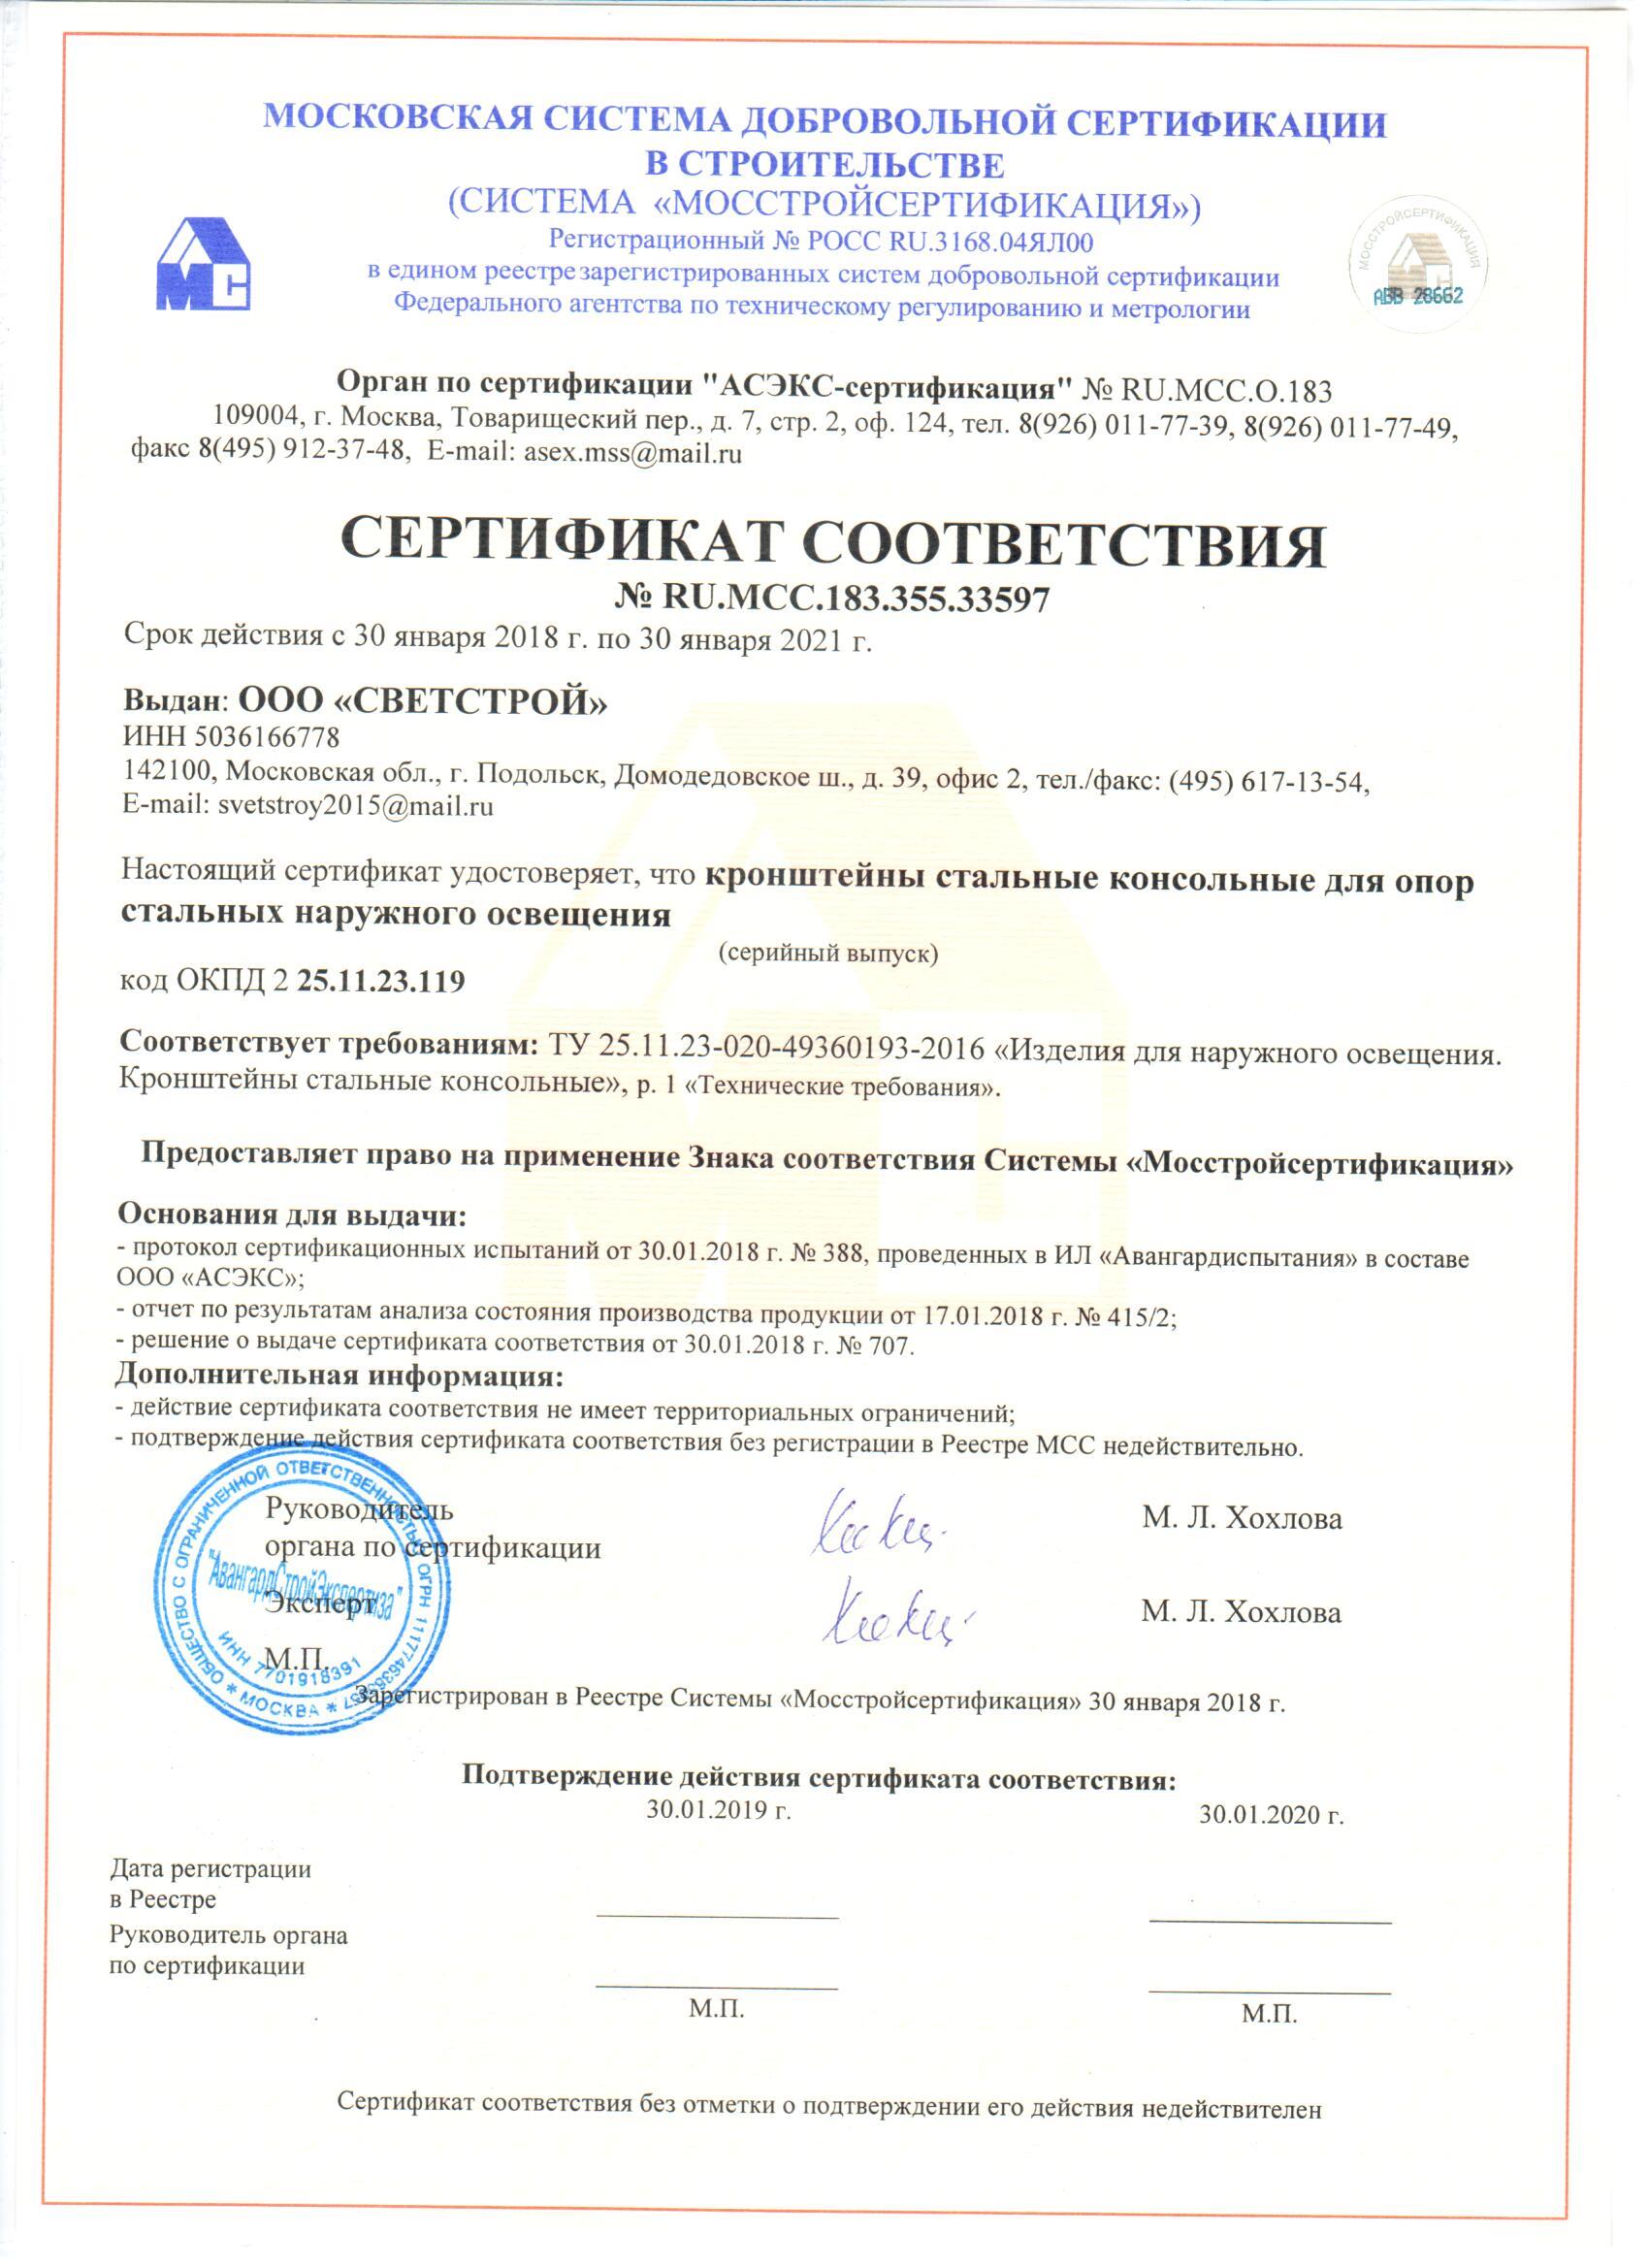 МОСКОВСКАЯ СИСТЕМА ДОБРОВОЛЬНОЙ СЕРТИФИКАЦИИ
В СТРОИТЕЛЬСТВЕ
(СИСТЕМА «МОССТРОЙСЕРТИФИКАЦИЯ»)
Регистрационный № РОСС RU.3168.04ЯЛ00
в едином реестре зарегистрированных систем добровольной сертификации
Федерального агентства по техническому регулированию и метрологии
МС
МОССТРОЙСЕРТИФИКАЦИЯ
АВВ 28662
Орган по сертификации "АСЭКС-сертификация" № RU.МСС.О.183
109004, г. Москва, Товарищеский пер., д. 7, стр. 2, оф. 124, тел. 8(926) 011-77-39, 8(926) 011-77-49,
факс 8(495) 912-37-48, E-mail: asex.mss@mail.ru
СЕРТИФИКАТ СООТВЕТСТВИЯ
№ RU.МСС.183.355.33597
Срок действия с 30 января 2018 г. по 30 января 2021 г.
Выдан: ООО «СВЕТСТРОЙ»
ИНН 5036166778
142100, Московская обл., г. Подольск, Домодедовское ш., д. 39, офис 2, тел./факс: (495) 617-13-54,
E-mail: svetstroy2015@mail.ru
Настоящий сертификат удостоверяет, что кронштейны стальные консольные для опор
стальных наружного освещения
(серийный выпуск)
код ОКПД 2 25.11.23.119
Соответствует требованиям: ТУ 25.11.23-020-49360193-2016 «Изделия для наружного освещения.
Кронштейны стальные консольные», р. 1 «Технические требования».
Предоставляет право на применение Знака соответствия Системы «Мосстройсертификация»
Основания для выдачи:
- протокол сертификационных испытаний от 30.01.2018 г. № 388, проведенных в ИЛ «Авангардиспытания» в составе
ООО «АСЭКС»;
- отчет по результатам анализа состояния производства продукции от 17.01.2018 г. № 415/2;
- решение о выдаче сертификата соответствия от 30.01.2018 г. № 707.
Дополнительная информация:
- действие сертификата соответствия не имеет территориальных ограничений;
- подтверждение действия сертификата соответствия без регистрации в Реестре МСС недействительно.
Руководитель
органа по сертификации
М. Л. Хохлова
Эксперт
М. Л. Хохлова
М.П.
ОБЩЕСТВО С ОГРАНИЧЕННОЙ ОТВЕТСТВЕННОСТЬЮ ОГРН
"АвангардСтройЭкспертиза"
ИНН 7701918391
* МОСКВА *
Зарегистрирован в Реестре Системы «Мосстройсертификация» 30 января 2018 г.
Подтверждение действия сертификата соответствия:
30.01.2019 г.
30.01.2020 г.
Дата регистрации
в Реестре
Руководитель органа
по сертификации
М.П.
М.П.
Сертификат соответствия без отметки о подтверждении его действия недействителен